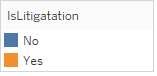 IsLitigatation
No
Yes